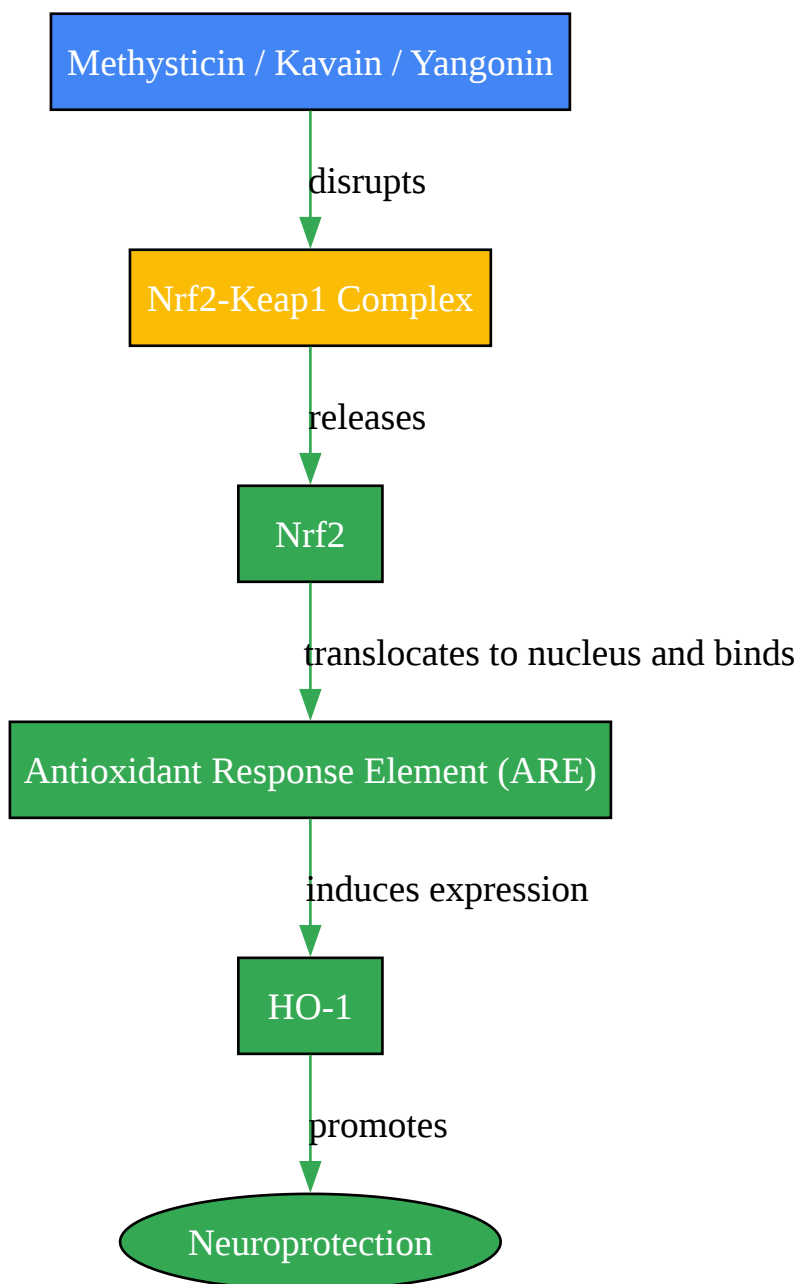 Methysticin / Kavain / Yangonin
disrupts
Nrf2-Keap1 Complex
releases
Nrf2
translocates to nucleus and binds
Antioxidant Response Element (ARE)
induces expression
HO-1
promotes
Neuroprotection